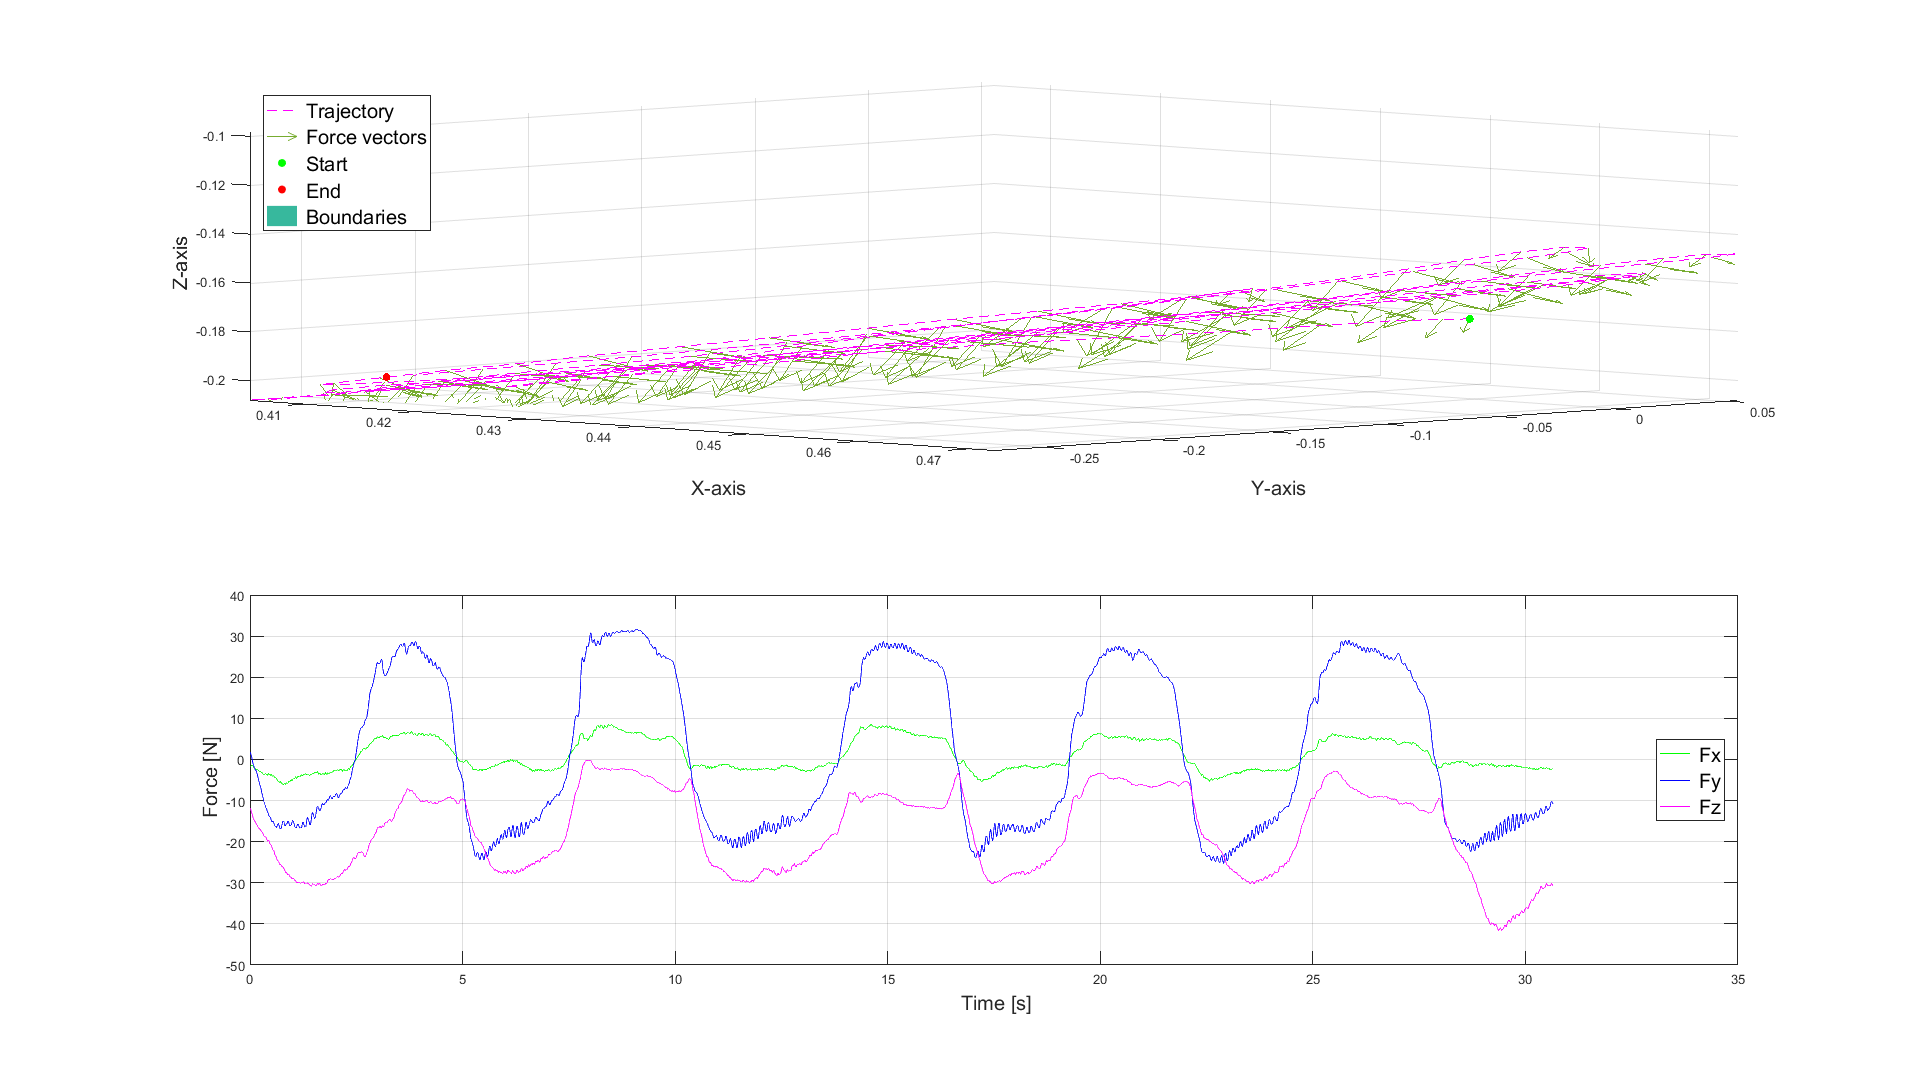 Trajectory
Force vectors
Start
End
Boundaries
-0.1
-0.12
-0.14
-0.16
-0.18
-0.2
Z-axis
0.41
0.42
0.43
0.44
0.45
0.46
0.47
X-axis
-0.25
-0.2
-0.15
-0.1
-0.05
0
0.05
Y-axis
40
30
20
10
0
-10
-20
-30
-40
-50
Force [N]
Fx
Fy
Fz
0 5 10 15 20 25 30 35
Time [s]